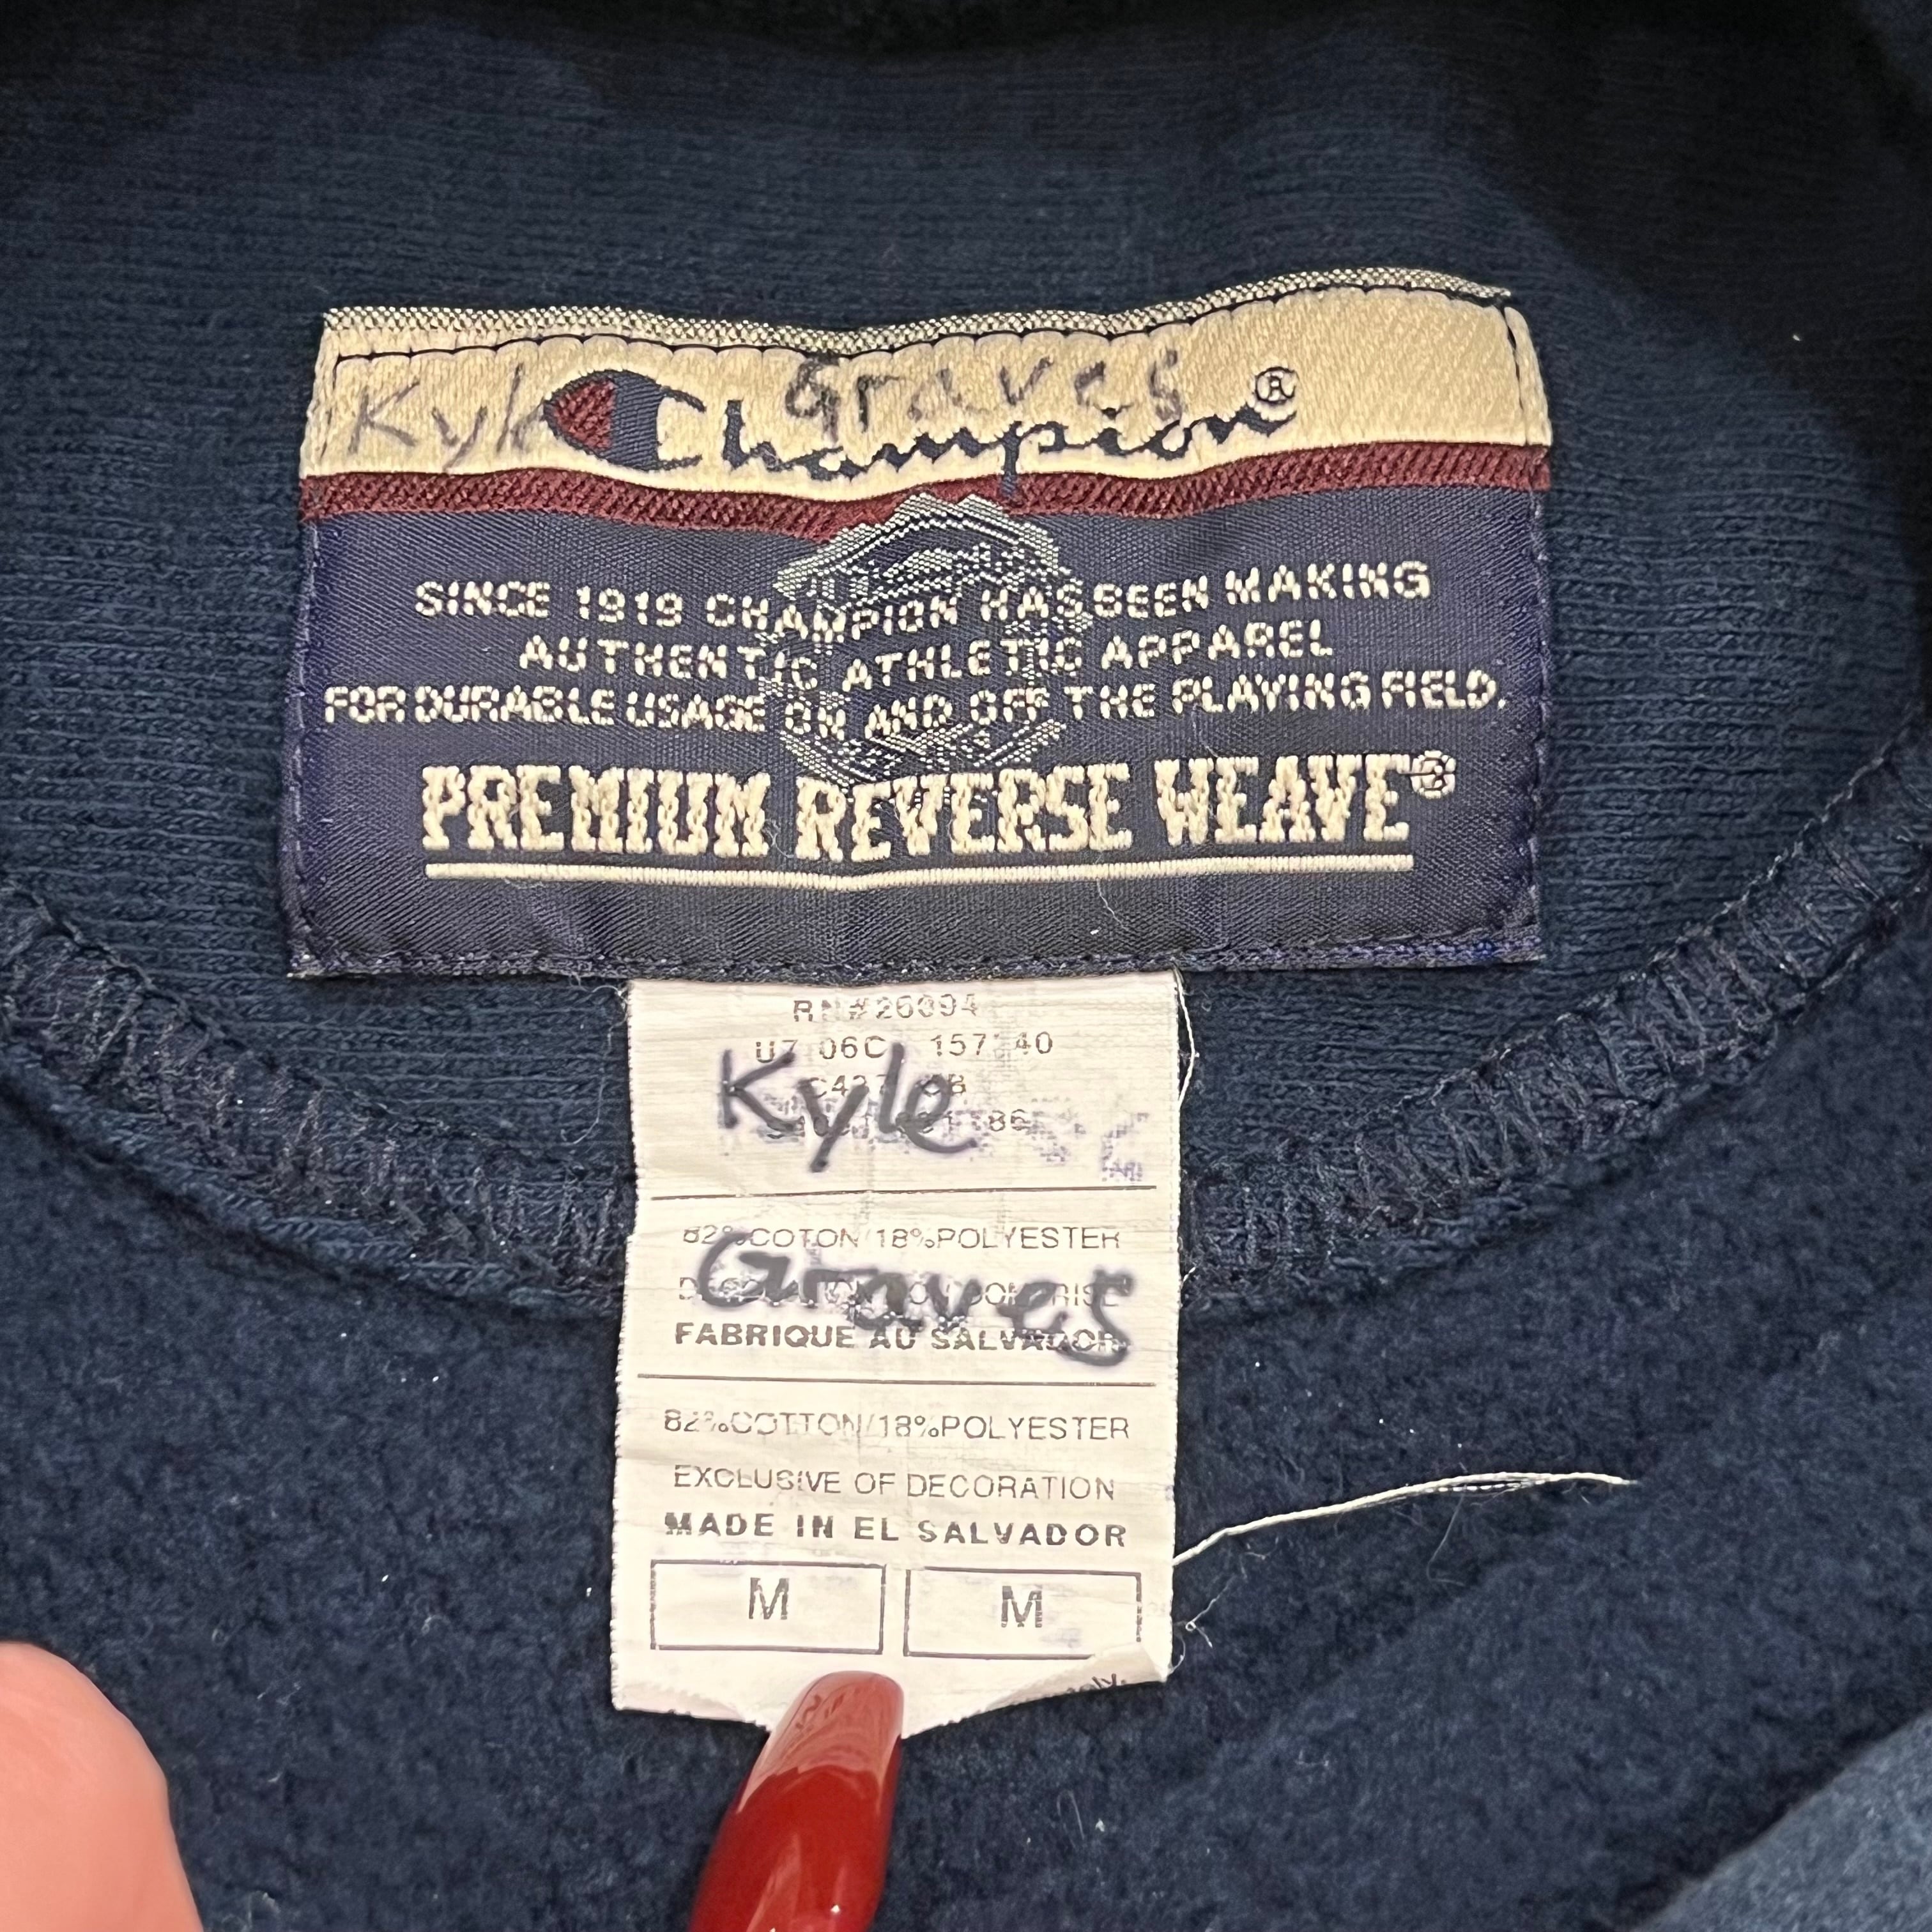 Kyle Graves
Champion®
SINCE 1919 CHAMPION HAS BEEN MAKING
AUTHENTIC ATHLETIC APPAREL
FOR DURABLE USAGE ON AND OFF THE PLAYING FIELD.
PREMIUM REVERSE WEAVE®
RN#26094
06C
Kyle
82%COTON/18%POLYESTER
Graves
FABRIQUE AU SALVADOR
82%COTTON/18%POLYESTER
EXCLUSIVE OF DECORATION
MADE IN EL SALVADOR
M M